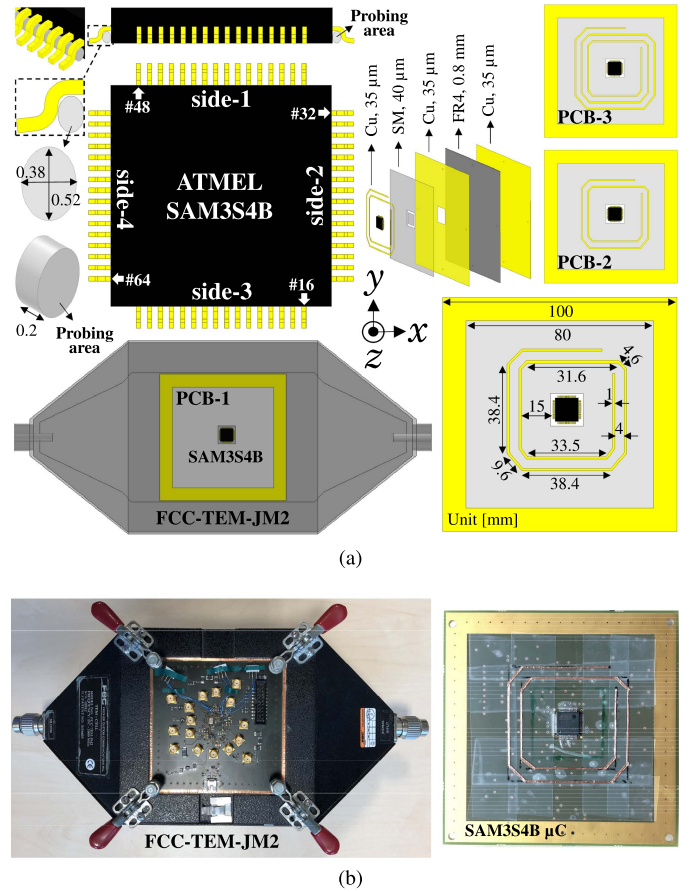 Probing
area
#48
side-1
#32
ATMEL
SAM3S4B
side-2
side-4
#64
side-3
#16
0.38
0.52
0.2
Probing
area
Cu, 35 µm
SM, 40 µm
Cu, 35 µm
FR4, 0.8 mm
Cu, 35 µm
y
x
z
PCB-3
PCB-2
PCB-1
SAM3S4B
FCC-TEM-JM2
100
80
4.6
31.6
38.4
15
1
4
33.5
9.6
38.4
Unit [mm]
(a)
FCC
FCC-TEM-JM2
SAM3S4B µC
(b)